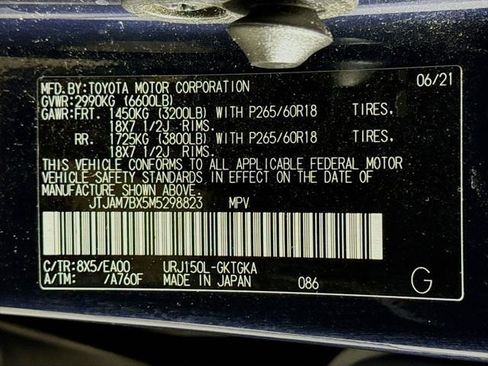 MFD.BY:TOYOTA MOTOR CORPORATION 06/21
GVWR:2990KG (6600LB)
GAWR:FRT. 1450KG (3200LB) WITH P265/60R18 TIRES.
18X7 1/2J RIMS.
RR. 1725KG (3800LB) WITH P265/60R18 TIRES.
18X7 1/2J RIMS.
THIS VEHICLE CONFORMS TO ALL APPLICABLE FEDERAL MOTOR
VEHICLE SAFETY STANDARDS IN EFFECT ON THE DATE OF
MANUFACTURE SHOWN ABOVE.
JTJAM7BX5M5298823 MPV
C/TR:8X5/EA00 URJ150L-GKTGKA
A/TM: /A760F MADE IN JAPAN 086 G